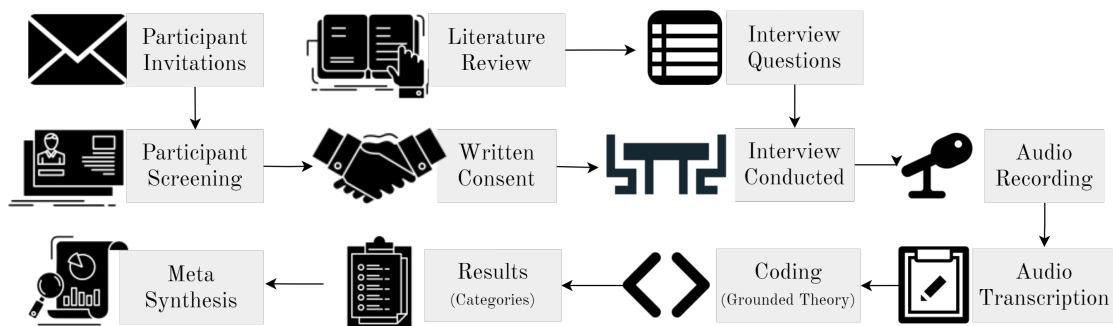 Participant
Invitations
Literature
Review
Interview
Questions
Participant
Screening
Written
Consent
Interview
Conducted
Audio
Recording
Meta
Synthesis
Results
(Categories)
Coding
(Grounded Theory)
Audio
Transcription